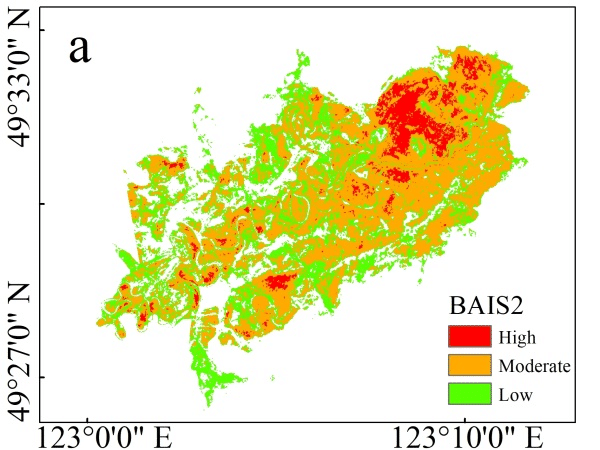 a
49°33'0" N
49°27'0" N
BAIS2
High
Moderate
Low
123°0'0" E
123°10'0" E